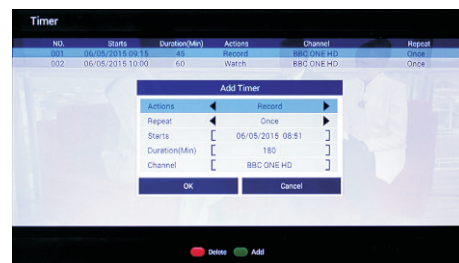 Timer
NO. Starts Duration(Min) Actions Channel Repeat
001 06/05/2015 09:15 45 Record BBC ONE HD Once
002 06/05/2015 10:00 60 Watch BBC ONE HD Once
Add Timer
Actions Record
Repeat Once
Starts [ 06/05/2015 08:51 ]
Duration(Min) [ 180 ]
Channel [ BBC ONE HD ]
OK Cancel
Delete Add